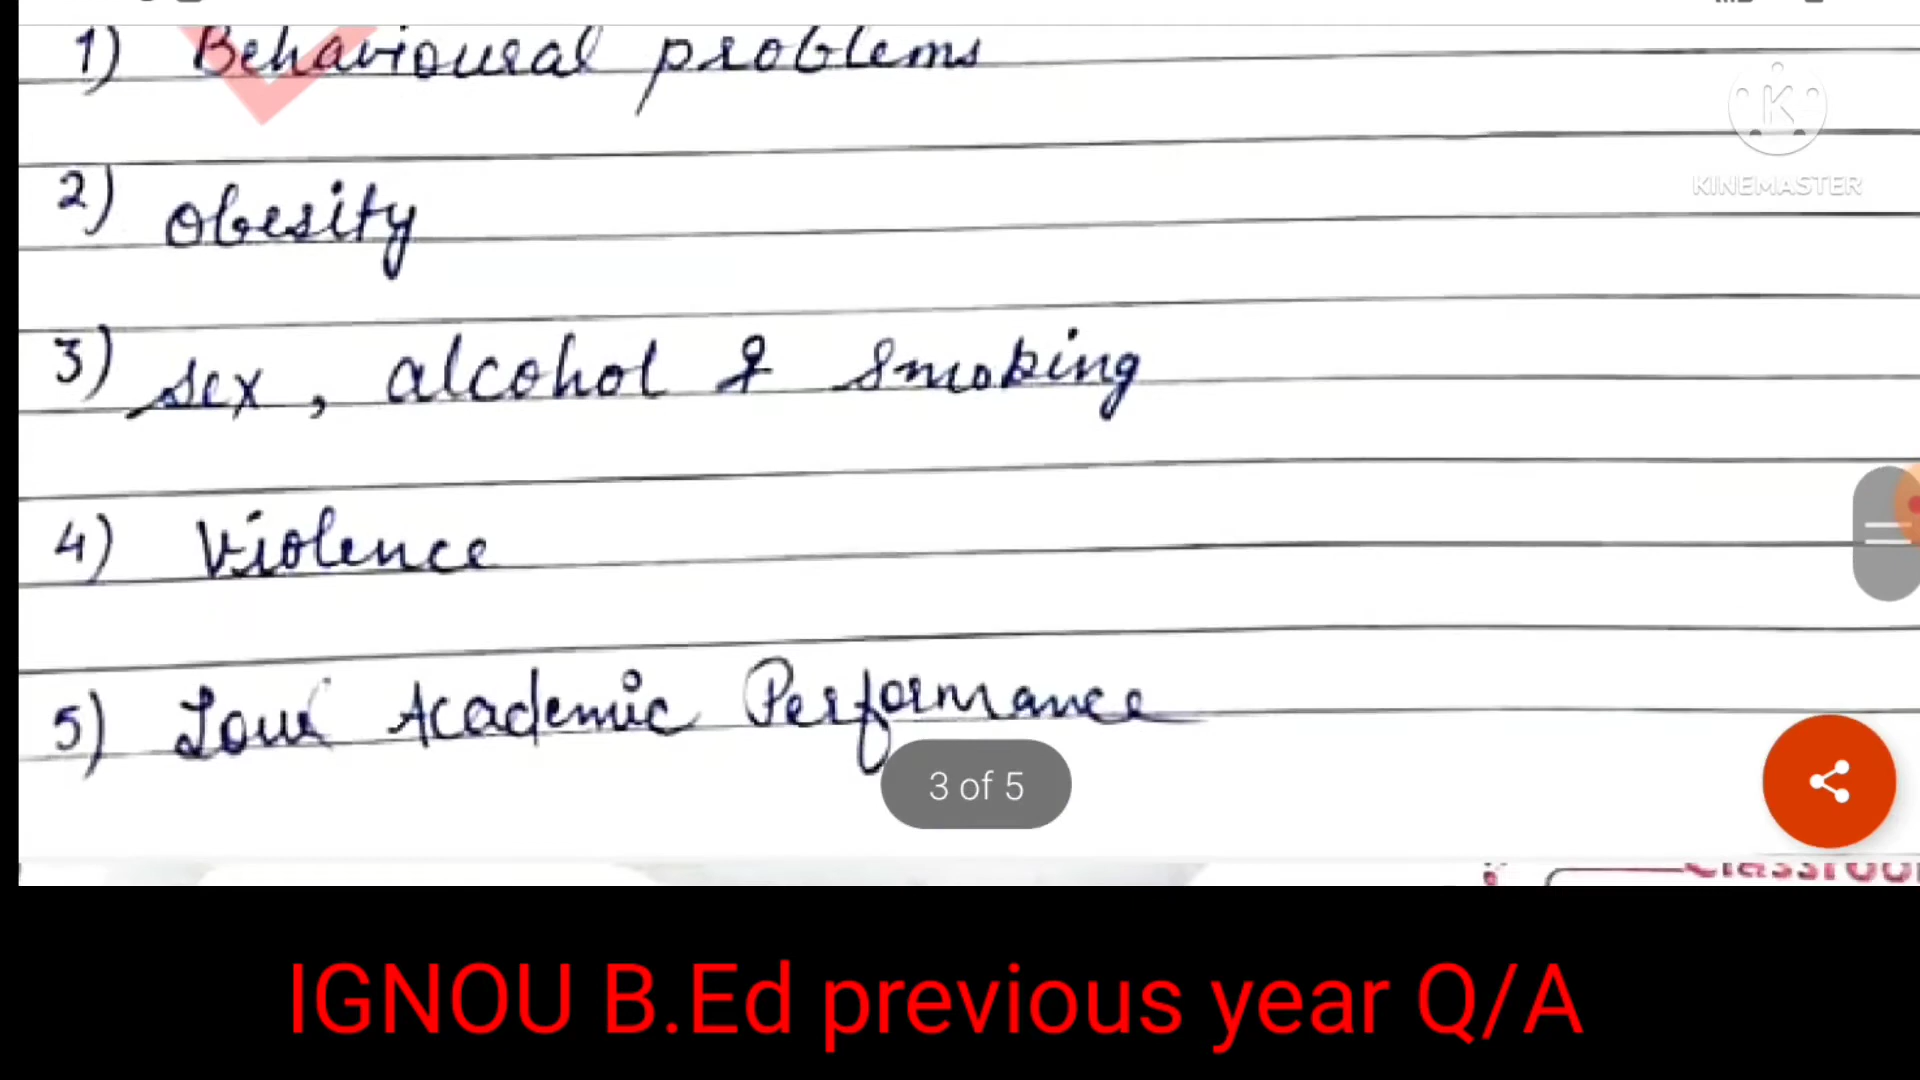 1) Behavioural problems
KINEMASTER
2) Obesity
3) Sex, alcohol & Smoking
4) Violence
5) Low Academic Performance
3 of 5
IGNOU B.Ed previous year Q/A